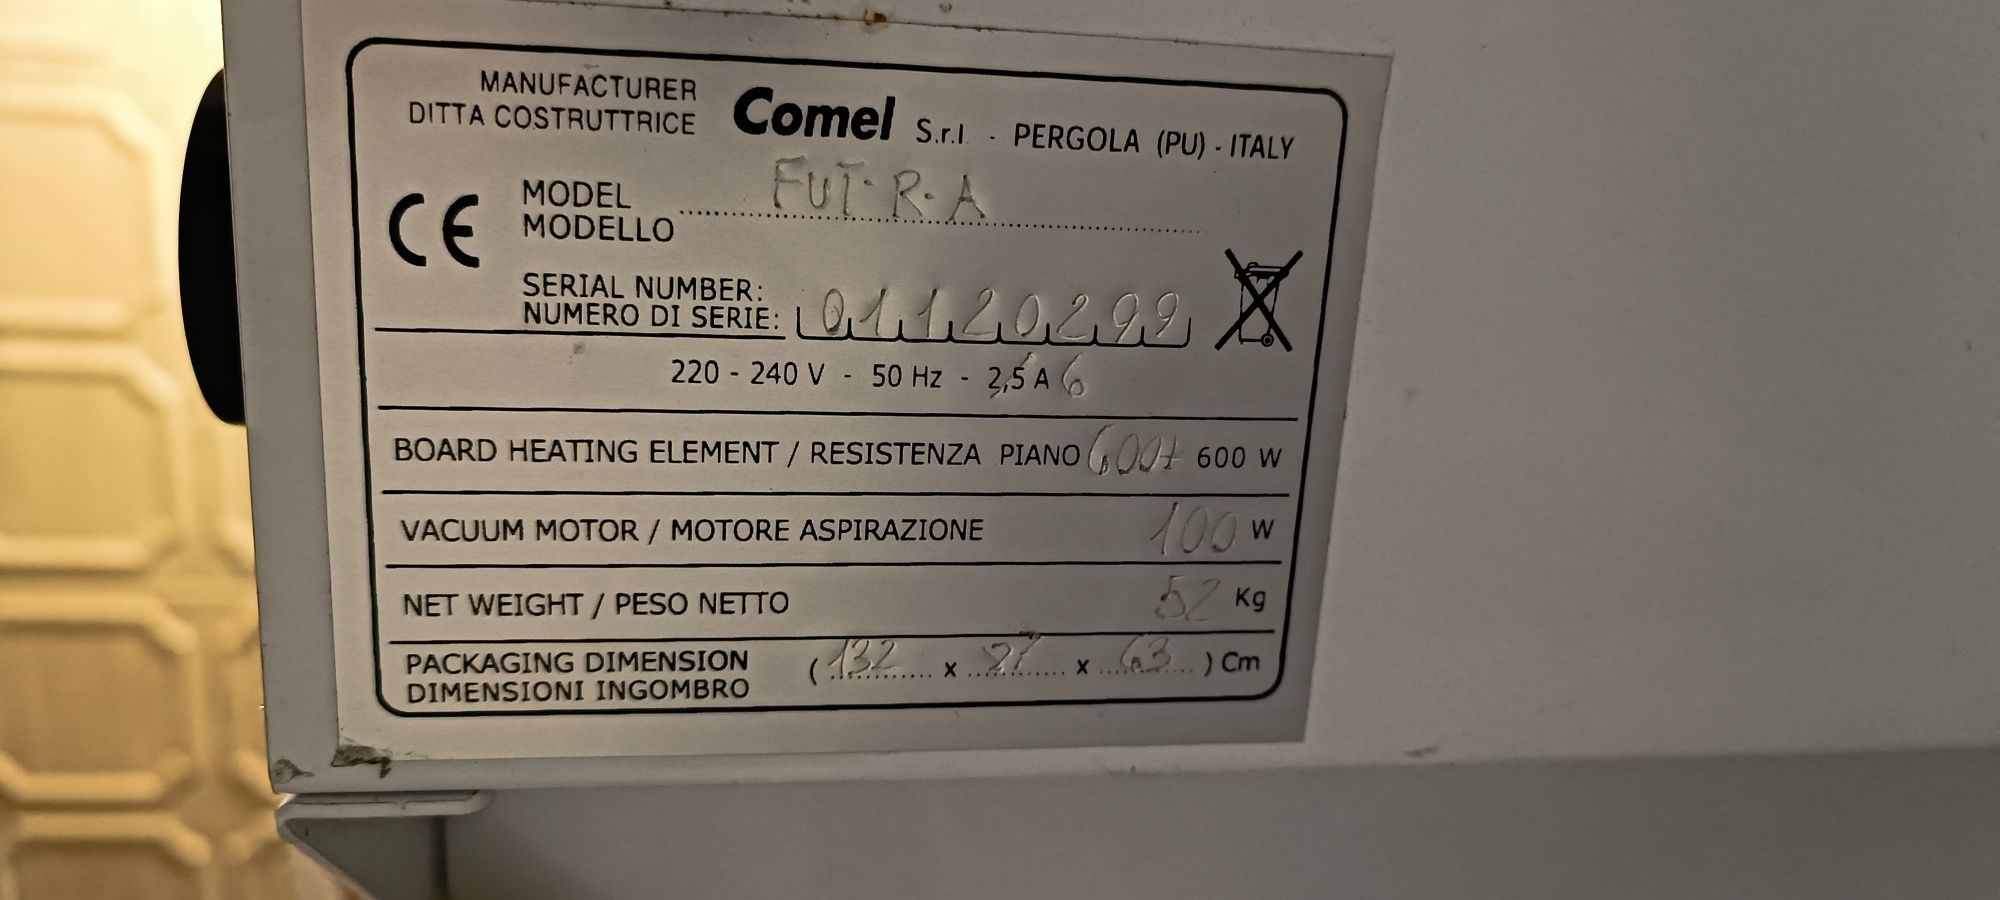 MANUFACTURER
DITTA COSTRUTTRICE
Comel S.r.l. - PERGOLA (PU) - ITALY
CE
MODEL
MODELLO
FUT. R. A
SERIAL NUMBER:
NUMERO DI SERIE: 01120299
220 - 240 V - 50 Hz - 2,5 A 6
BOARD HEATING ELEMENT / RESISTENZA PIANO 600+ 600 W
VACUUM MOTOR / MOTORE ASPIRAZIONE 100 W
NET WEIGHT / PESO NETTO 52 Kg
PACKAGING DIMENSION
DIMENSIONI INGOMBRO
(132 x x 63) Cm